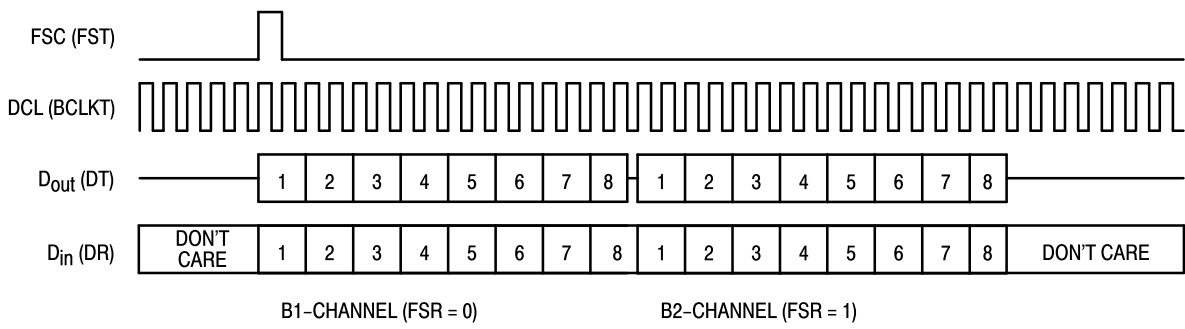 FSC (FST)
DCL (BCLKT)
Dout (DT) 1 2 3 4 5 6 7 8 1 2 3 4 5 6 7 8
Din (DR) DON'T CARE 1 2 3 4 5 6 7 8 1 2 3 4 5 6 7 8 DON'T CARE
B1–CHANNEL (FSR = 0) B2–CHANNEL (FSR = 1)